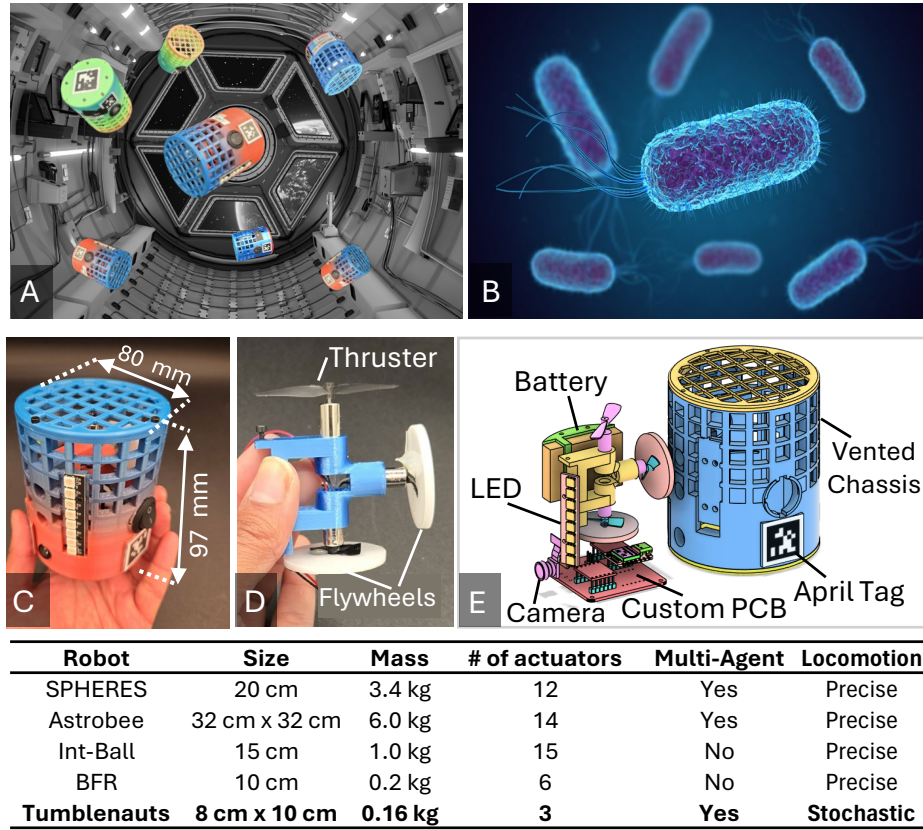 A
B
80 mm
97 mm
C
Thruster
Flywheels
D
Battery
LED
Vented
Chassis
Camera
Custom PCB
April Tag
E
Robot Size Mass # of actuators Multi-Agent Locomotion
SPHERES 20 cm 3.4 kg 12 Yes Precise
Astrobee 32 cm x 32 cm 6.0 kg 14 Yes Precise
Int-Ball 15 cm 1.0 kg 15 No Precise
BFR 10 cm 0.2 kg 6 No Precise
Tumblenauts 8 cm x 10 cm 0.16 kg 3 Yes Stochastic